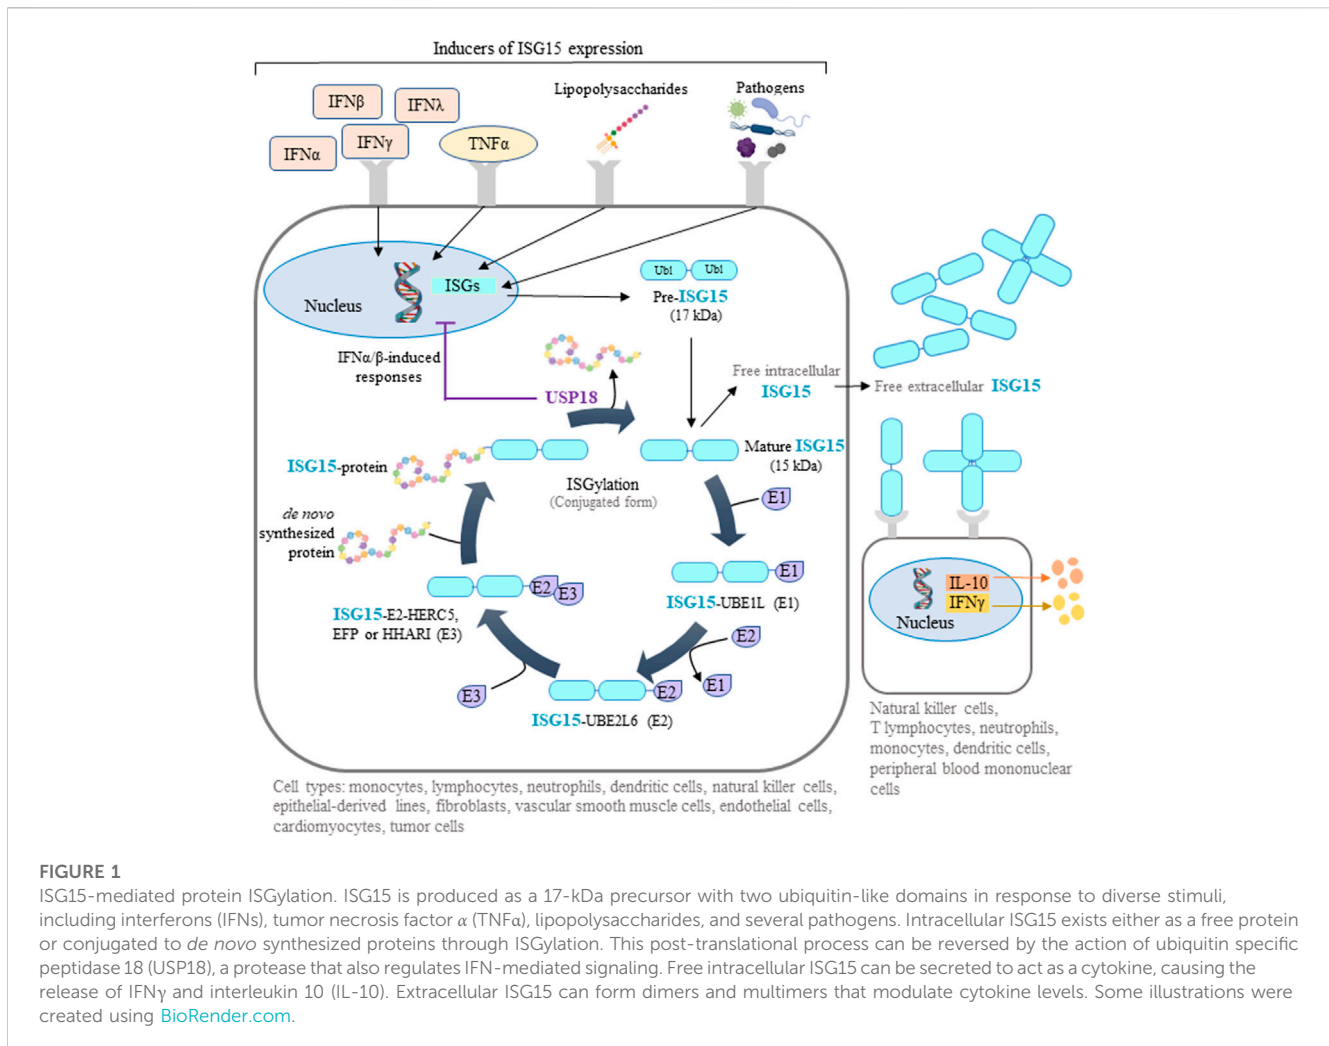 Inducers of ISG15 expression
IFNβ
IFNλ
IFNα
IFNγ
TNFα
Lipopolysaccharides
Pathogens
Nucleus
ISGs
Ubl
Ubl
Pre-ISG15
(17 kDa)
IFNα/β-induced
responses
USP18
Free intracellular
ISG15
Free extracellular ISG15
ISG15-protein
Mature ISG15
(15 kDa)
ISGylation
(Conjugated form)
E1
de novo
synthesized
protein
E1
ISG15-UBE1L (E1)
E2
E3
ISG15-E2-HERC5,
EFP or HHARI (E3)
E2
E1
E3
E2
ISG15-UBE2L6 (E2)
IL-10
IFNγ
Nucleus
Natural killer cells,
T lymphocytes, neutrophils,
monocytes, dendritic cells,
peripheral blood mononuclear
cells
Cell types: monocytes, lymphocytes, neutrophils, dendritic cells, natural killer cells,
epithelial-derived lines, fibroblasts, vascular smooth muscle cells, endothelial cells,
cardiomyocytes, tumor cells
FIGURE 1
ISG15-mediated protein ISGylation. ISG15 is produced as a 17-kDa precursor with two ubiquitin-like domains in response to diverse stimuli,
including interferons (IFNs), tumor necrosis factor α (TNFα), lipopolysaccharides, and several pathogens. Intracellular ISG15 exists either as a free protein
or conjugated to de novo synthesized proteins through ISGylation. This post-translational process can be reversed by the action of ubiquitin specific
peptidase 18 (USP18), a protease that also regulates IFN-mediated signaling. Free intracellular ISG15 can be secreted to act as a cytokine, causing the
release of IFNγ and interleukin 10 (IL-10). Extracellular ISG15 can form dimers and multimers that modulate cytokine levels. Some illustrations were
created using BioRender.com.